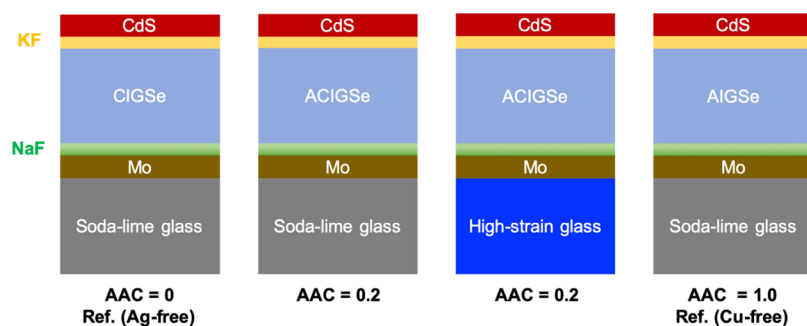 CdS
CdS
CdS
CdS
KF
CIGSe
ACIGSe
ACIGSe
AIGSe
NaF
Mo
Mo
Mo
Mo
Soda-lime glass
Soda-lime glass
High-strain glass
Soda-lime glass
AAC = 0
Ref. (Ag-free)
AAC = 0.2
AAC = 0.2
AAC = 1.0
Ref. (Cu-free)